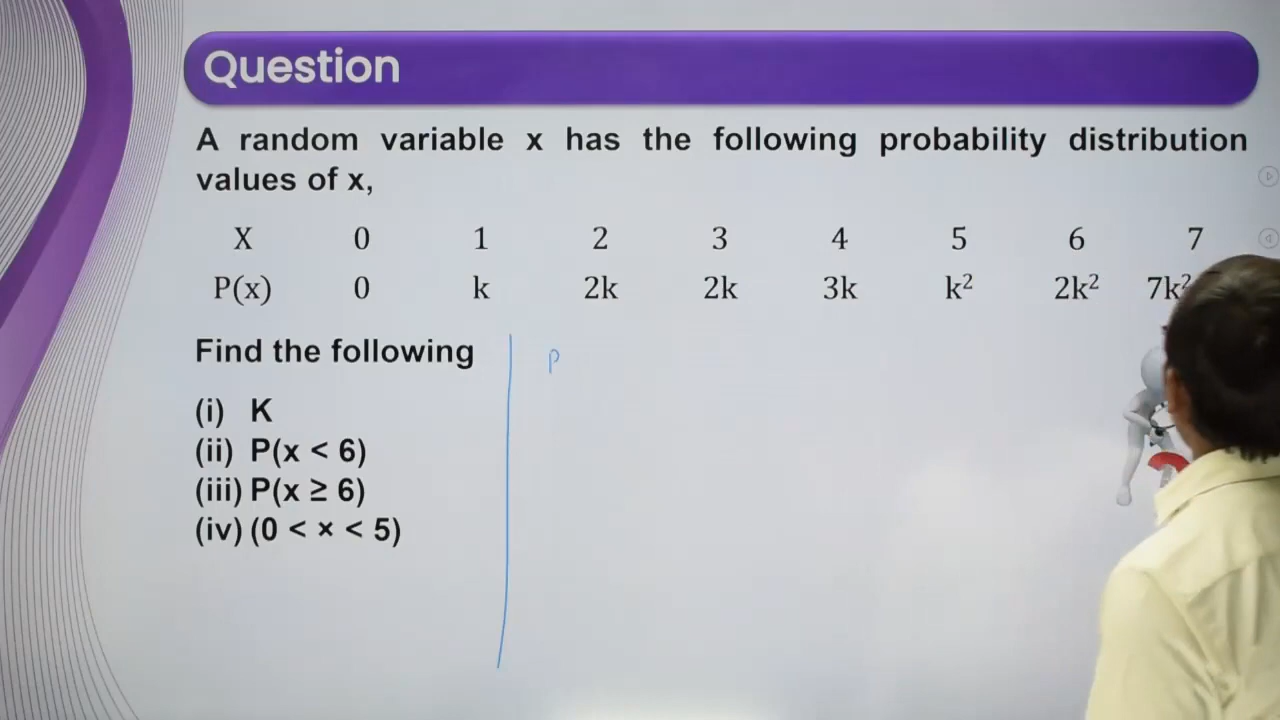 Question
A random variable x has the following probability distribution
values of x,
X 0 1 2 3 4 5 6 7
P(x) 0 k 2k 2k 3k k² 2k² 7k²
Find the following
P
(i) K
(ii) P(x < 6)
(iii) P(x ≥ 6)
(iv) (0 < × < 5)